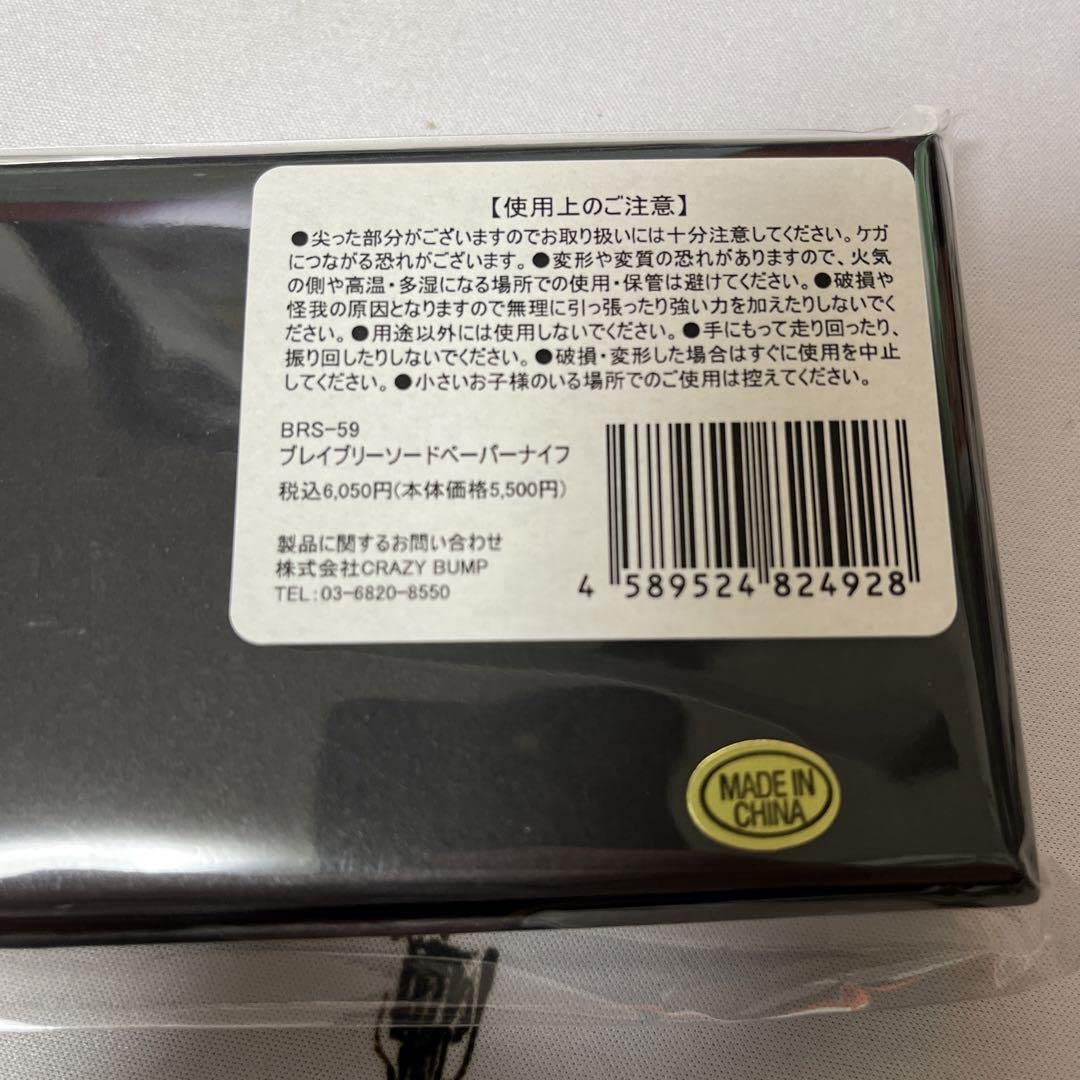 【使用上のご注意】
●尖った部分がございますのでお取り扱いには十分注意してください。ケガ
につながる恐れがございます。●変形や変質の恐れがありますので、火気
の側や高温・多湿になる場所での使用・保管は避けてください。●破損や
怪我の原因となりますので無理に引っ張ったり強い力を加えたりしないでく
ださい。●用途以外には使用しないでください。●手にもって走り回ったり、
振り回したりしないでください。●破損・変形した場合はすぐに使用を中止
してください。●小さいお子様のいる場所でのご使用は控えてください。
BRS-59
ブレイブリーソードペーパーナイフ
税込6,050円(本体価格5,500円)
製品に関するお問い合わせ
株式会社CRAZY BUMP
TEL:03-6820-8550
4 589524 824928
MADE IN
CHINA